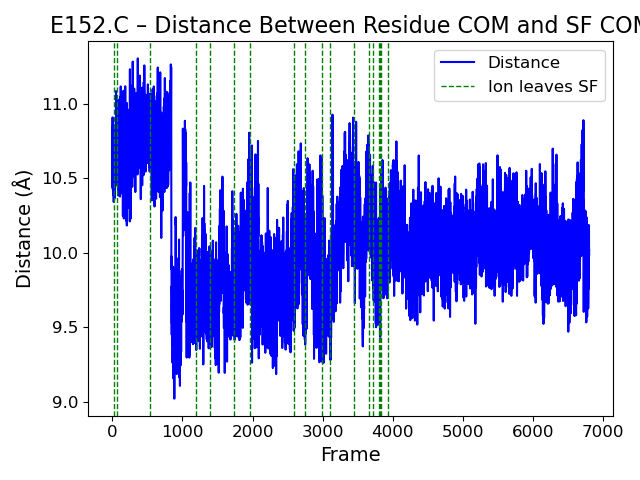 E152.C – Distance Between Residue COM and SF COM
Distance
Ion leaves SF
Distance (Å)
11.0
10.5
10.0
9.5
9.0
0 1000 2000 3000 4000 5000 6000 7000
Frame